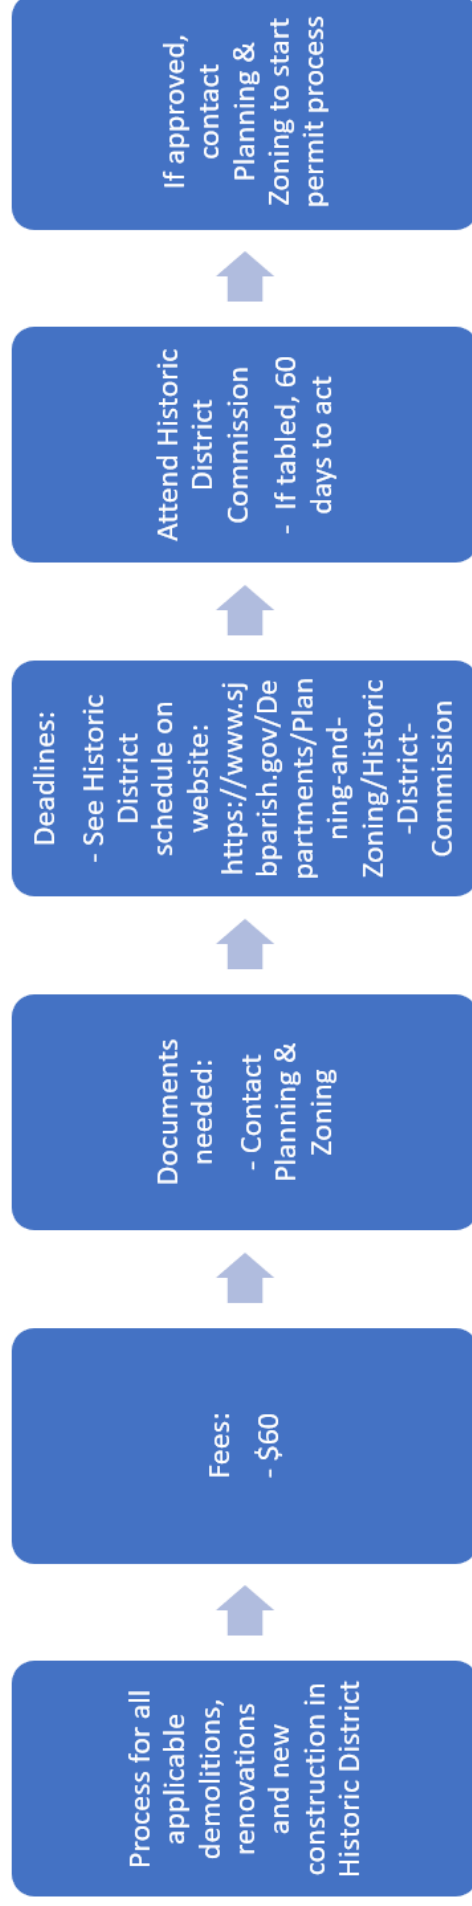 Process for all
applicable
demolitions,
renovations
and new
construction in
Historic District
Fees:
- $60
Documents
needed:
- Contact
Planning &
Zoning
Deadlines:
- See Historic
District
schedule on
website:
https://www.sj
bparish.gov/De
partments/Plan
ning-and-
Zoning/Historic
-District-
Commission
Attend Historic
District
Commission
- If tabled, 60
days to act
If approved,
contact
Planning &
Zoning to start
permit process